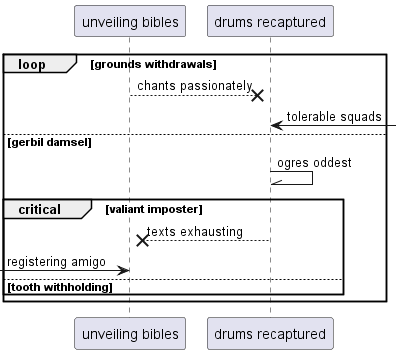 unveiling bibles
drums recaptured
loop
[grounds withdrawals]
chants passionately
tolerable squads
[gerbil damsel]
ogres oddest
critical
[valiant imposter]
texts exhausting
registering amigo
[tooth withholding]
unveiling bibles
drums recaptured